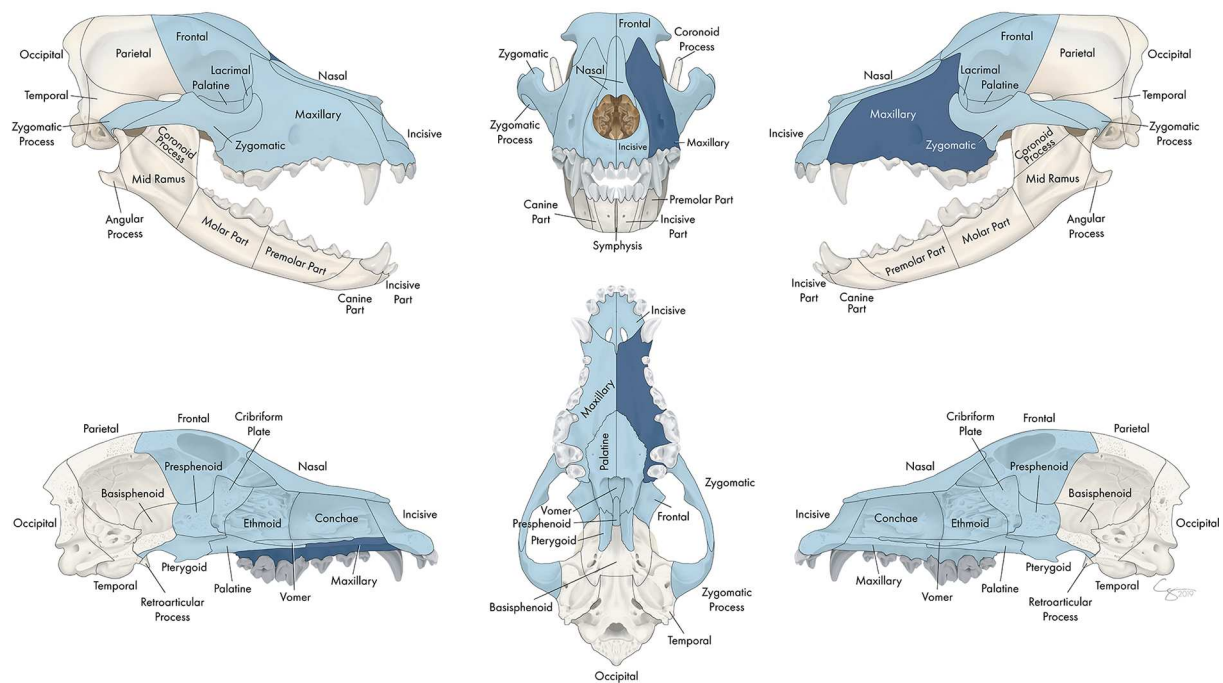 Occipital
Parietal
Frontal
Lacrimal
Palatine
Nasal
Temporal
Maxillary
Zygomatic
Process
Coronoid
Process
Zygomatic
Incisive
Mid Ramus
Angular
Process
Molar Part
Premolar Part
Canine
Part
Incisive
Part
Frontal
Zygomatic
Coronoid
Process
Nasal
Zygomatic
Process
Incisive
Maxillary
Canine
Part
Premolar Part
Incisive
Part
Symphysis
Frontal
Parietal
Occipital
Nasal
Lacrimal
Palatine
Temporal
Maxillary
Incisive
Zygomatic
Coronoid
Process
Zygomatic
Process
Mid Ramus
Angular
Process
Molar Part
Premolar Part
Incisive
Part
Canine
Part
Incisive
Maxillary
Palatine
Zygomatic
Vomer
Presphenoid
Frontal
Pterygoid
Basisphenoid
Zygomatic
Process
Temporal
Occipital
Parietal
Frontal
Cribriform
Plate
Presphenoid
Nasal
Basisphenoid
Occipital
Ethmoid
Conchae
Incisive
Pterygoid
Temporal
Palatine
Maxillary
Vomer
Retroarticular
Process
Cribriform
Plate
Frontal
Parietal
Nasal
Presphenoid
Basisphenoid
Incisive
Conchae
Ethmoid
Occipital
Maxillary
Vomer
Palatine
Pterygoid
Temporal
Retroarticular
Process
2019